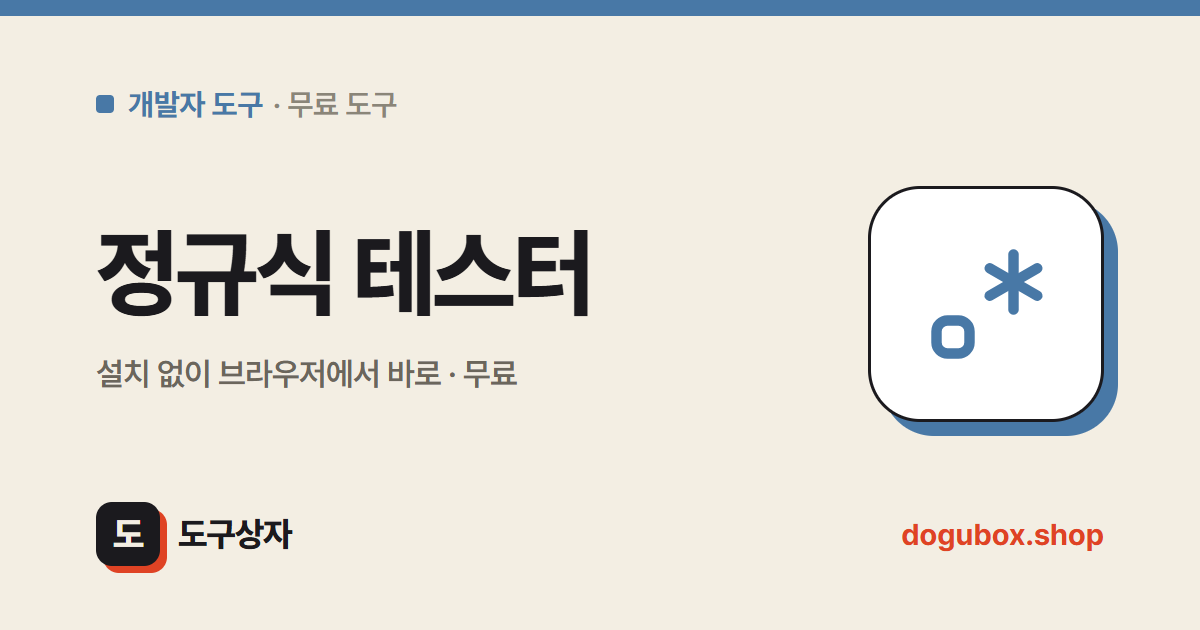 개발자 도구 · 무료 도구
정규식 테스터
설치 없이 브라우저에서 바로 · 무료
도 도구상자
dogubox.shop